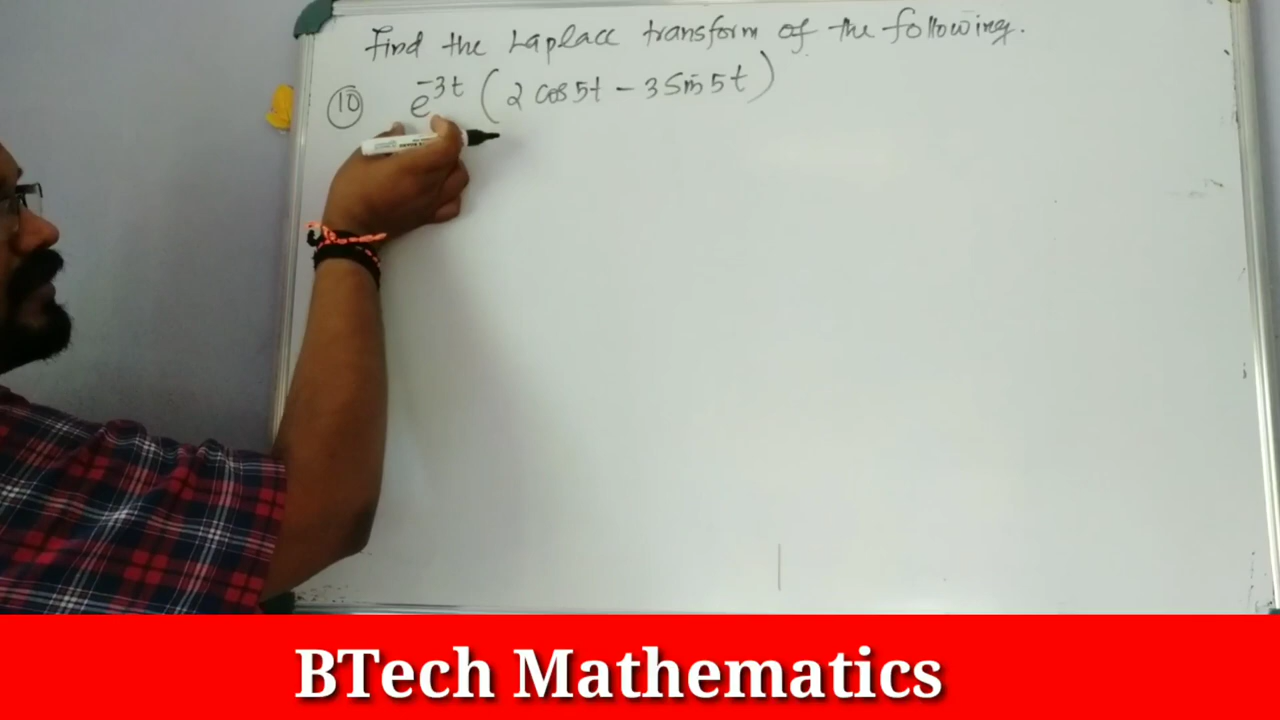 Find the Laplace transform of the following.
10 e^{-3t} (2 cos 5t - 3 Sin 5t)
BTech Mathematics